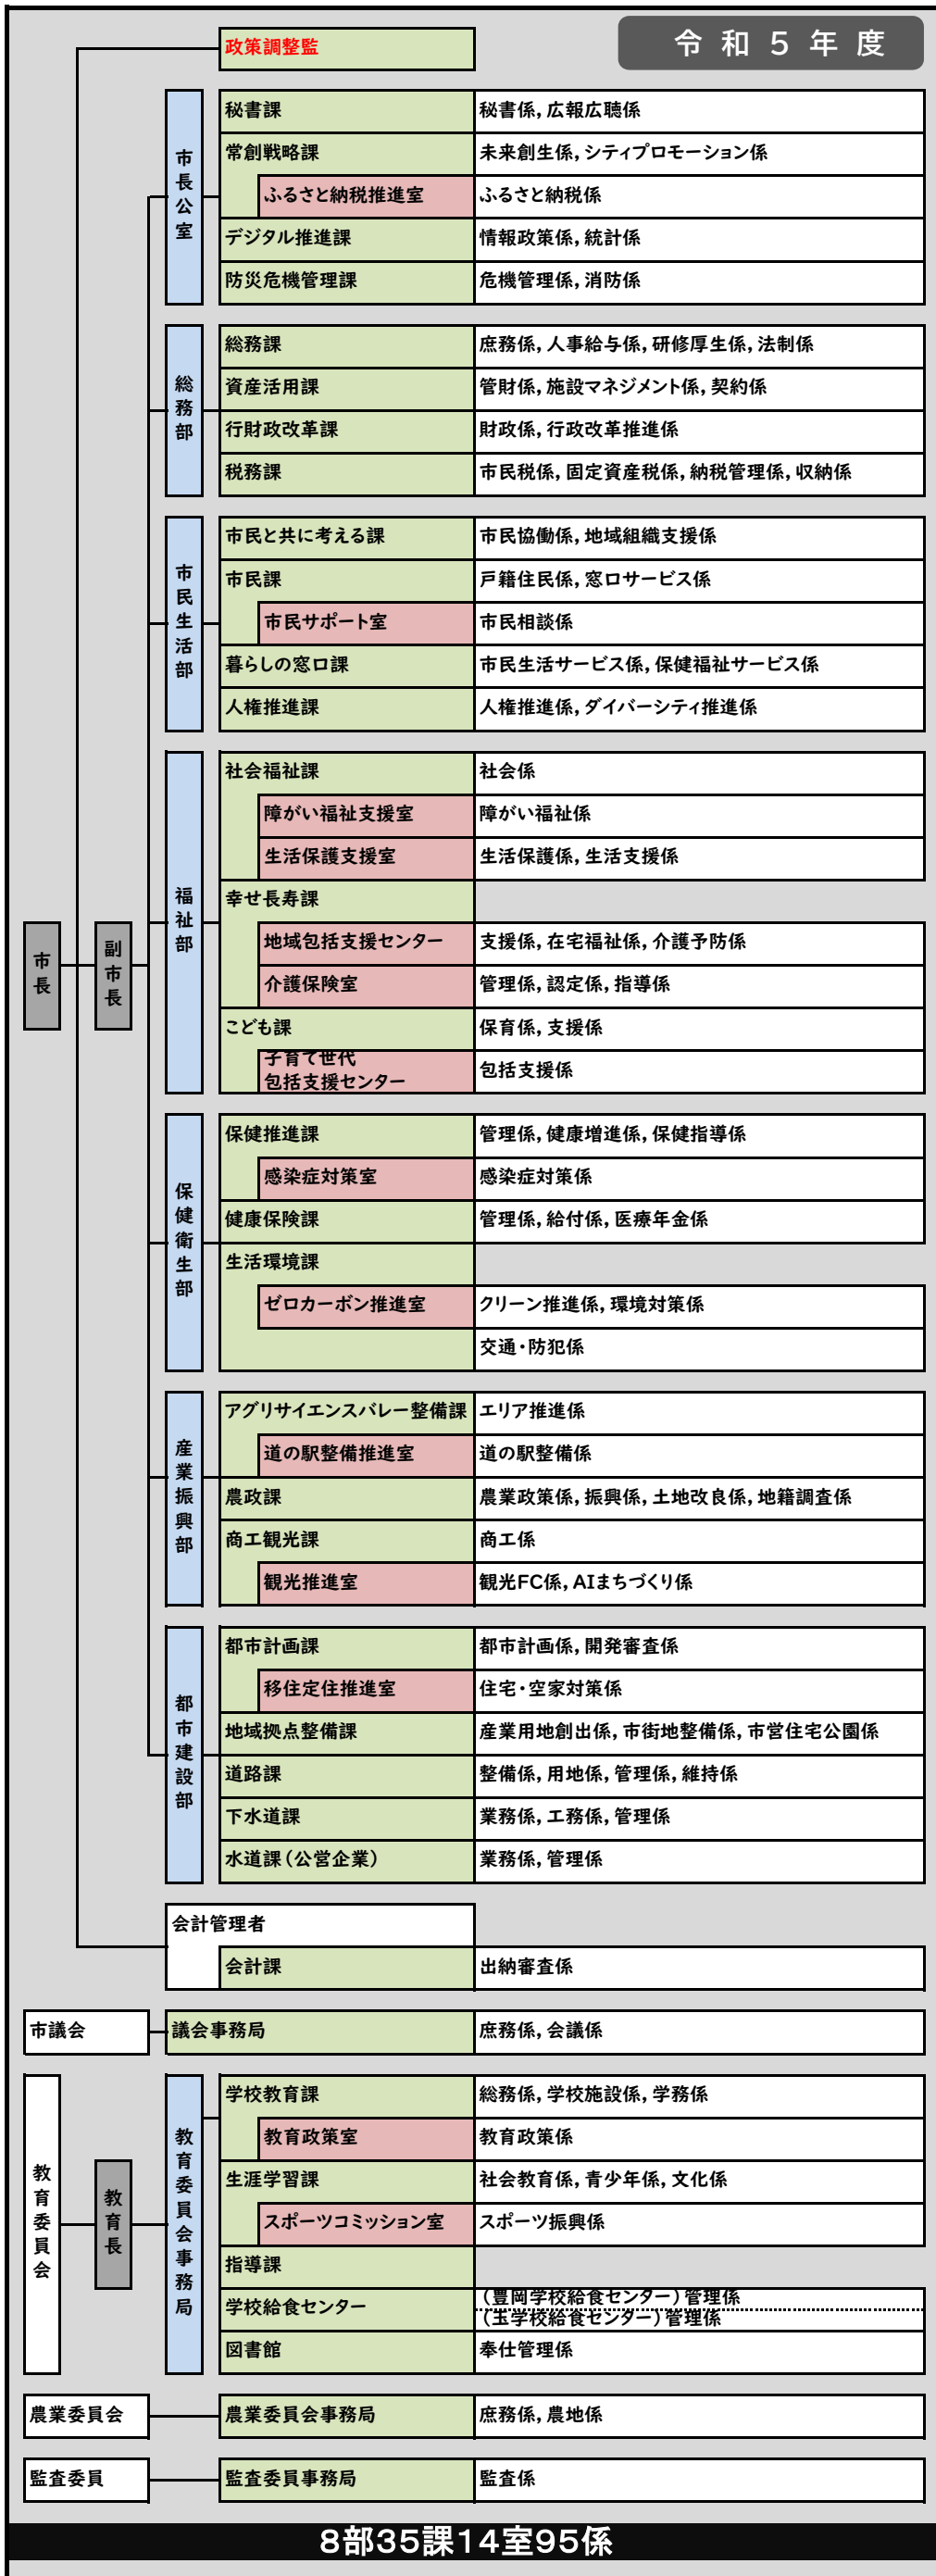 令和5年度
政策調整監
市長公室
秘書課 秘書係，広報広聴係
常創戦略課 未来創生係，シティプロモーション係
ふるさと納税推進室 ふるさと納税係
デジタル推進課 情報政策係，統計係
防災危機管理課 危機管理係，消防係
総務部
総務課 庶務係，人事給与係，研修厚生係，法制係
資産活用課 管財係，施設マネジメント係，契約係
行財政改革課 財政係，行政改革推進係
税務課 市民税係，固定資産税係，納税管理係，収納係
市民生活部
市民と共に考える課 市民協働係，地域組織支援係
市民課 戸籍住民係，窓口サービス係
市民サポート室 市民相談係
暮らしの窓口課 市民生活サービス係，保健福祉サービス係
人権推進課 人権推進係，ダイバーシティ推進係
市長
副市長
福祉部
社会福祉課 社会係
障がい福祉支援室 障がい福祉係
生活保護支援室 生活保護係，生活支援係
幸せ長寿課
地域包括支援センター 支援係，在宅福祉係，介護予防係
介護保険室 管理係，認定係，指導係
こども課 保育係，支援係
子育て世代
包括支援センター 包括支援係
保健衛生部
保健推進課 管理係，健康増進係，保健指導係
感染症対策室 感染症対策係
健康保険課 管理係，給付係，医療年金係
生活環境課
ゼロカーボン推進室 クリーン推進係，環境対策係
交通・防犯係
産業振興部
アグリサイエンスバレー整備課 エリア推進係
道の駅整備推進室 道の駅整備係
農政課 農業政策係，振興係，土地改良係，地籍調査係
商工観光課 商工係
観光推進室 観光FC係，AIまちづくり係
都市建設部
都市計画課 都市計画係，開発審査係
移住定住推進室 住宅・空家対策係
地域拠点整備課 産業用地創出係，市街地整備係，市営住宅公園係
道路課 整備係，用地係，管理係，維持係
下水道課 業務係，工務係，管理係
水道課（公営企業） 業務係，管理係
会計管理者
会計課 出納審査係
市議会 議会事務局 庶務係，会議係
教育委員会
教育長
教育委員会事務局
学校教育課 総務係，学校施設係，学務係
教育政策室 教育政策係
生涯学習課 社会教育係，青少年係，文化係
スポーツコミッション室 スポーツ振興係
指導課
学校給食センター （豊岡学校給食センター）管理係
（玉学校給食センター）管理係
図書館 奉仕管理係
農業委員会 農業委員会事務局 庶務係，農地係
監査委員 監査委員事務局 監査係
8部35課14室95係